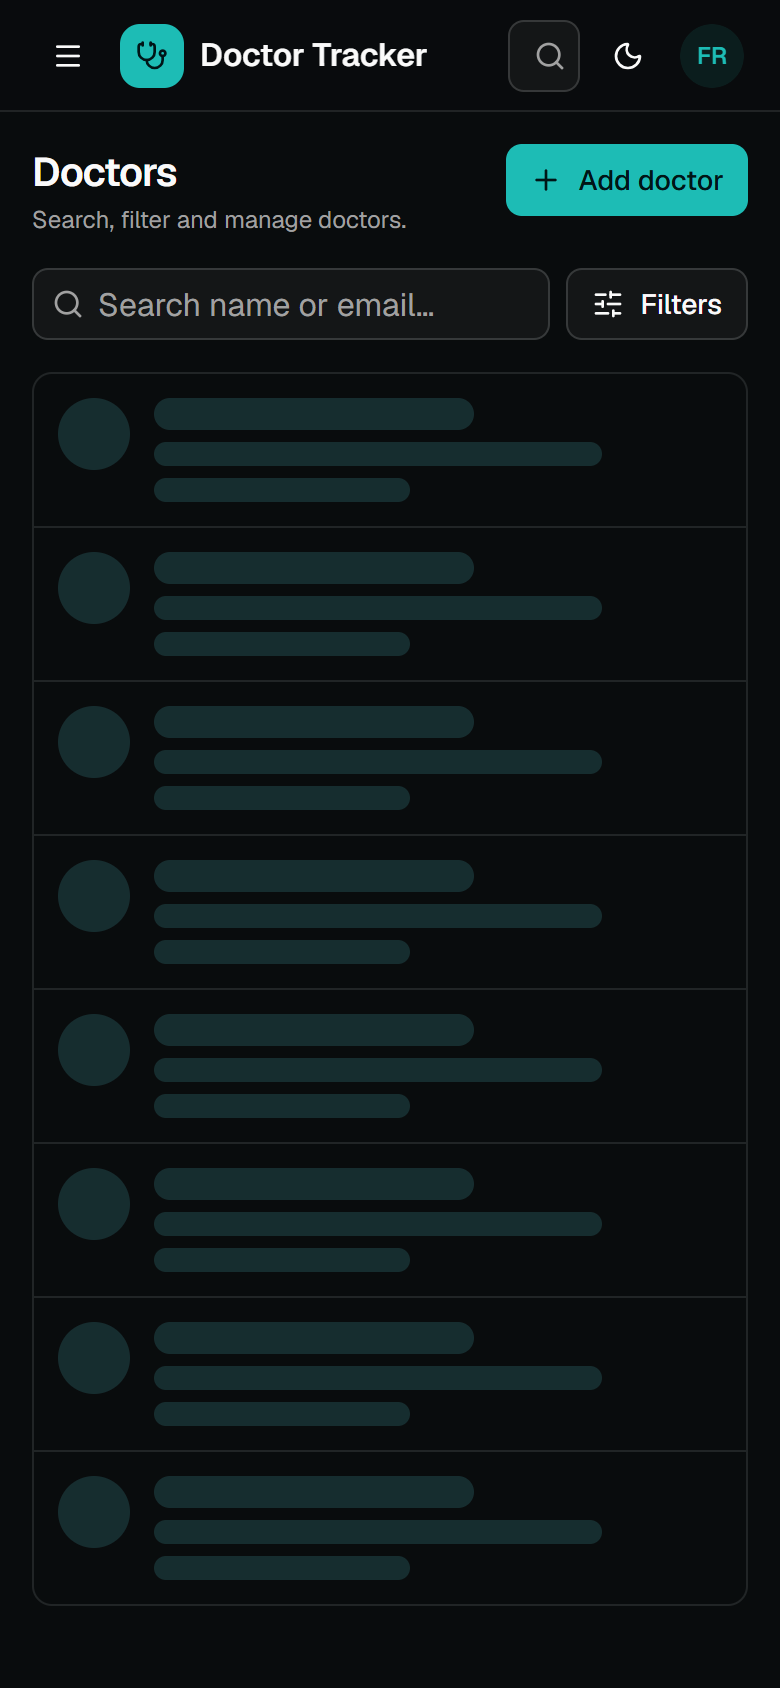 Doctor Tracker
FR
Doctors
Add doctor
Search, filter and manage doctors.
Search name or email...
Filters